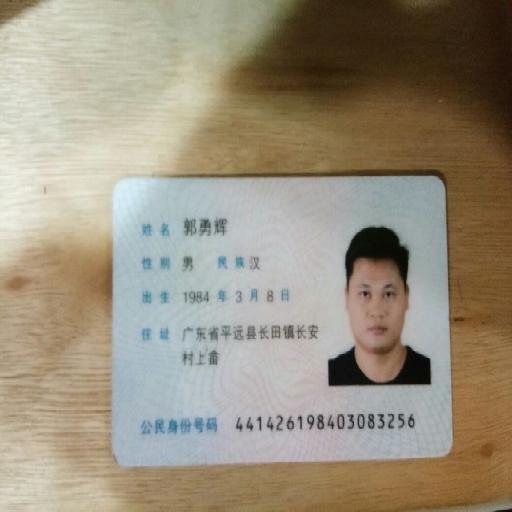 姓名 郭勇辉
性别 男 民族 汉
出生 1984 年 3 月 8 日
住址 广东省平远县长田镇长安
村上畲
公民身份号码 441426198403083256